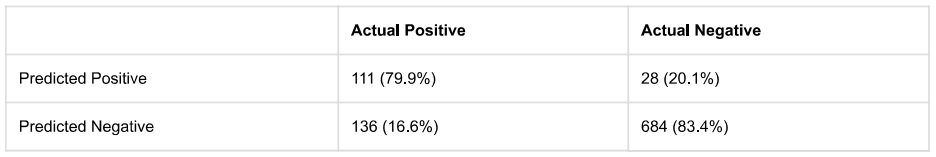 Actual Positive Actual Negative
Predicted Positive 111 (79.9%) 28 (20.1%)
Predicted Negative 136 (16.6%) 684 (83.4%)